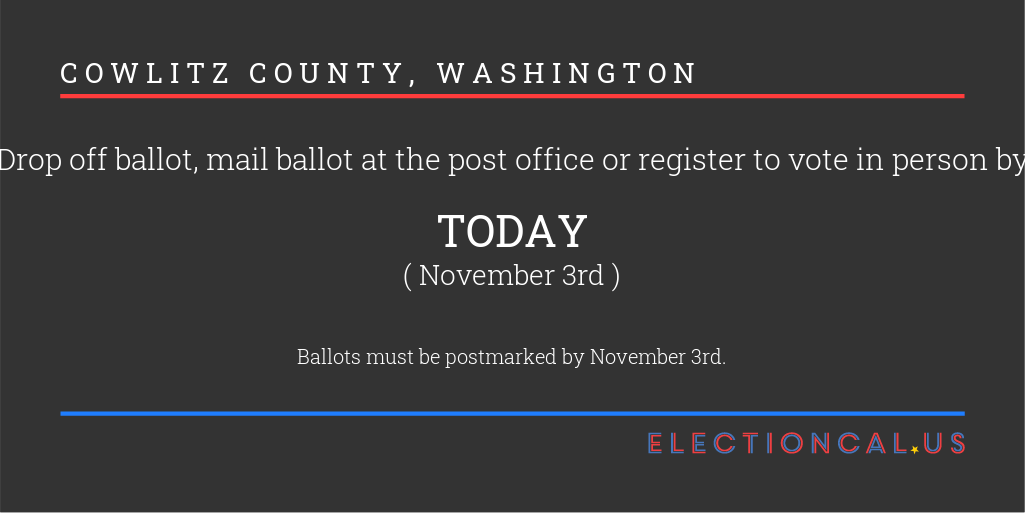 COWLITZ COUNTY, WASHINGTON
Drop off ballot, mail ballot at the post office or register to vote in person by
TODAY
( November 3rd )
Ballots must be postmarked by November 3rd.
ELECTIONCAL.US